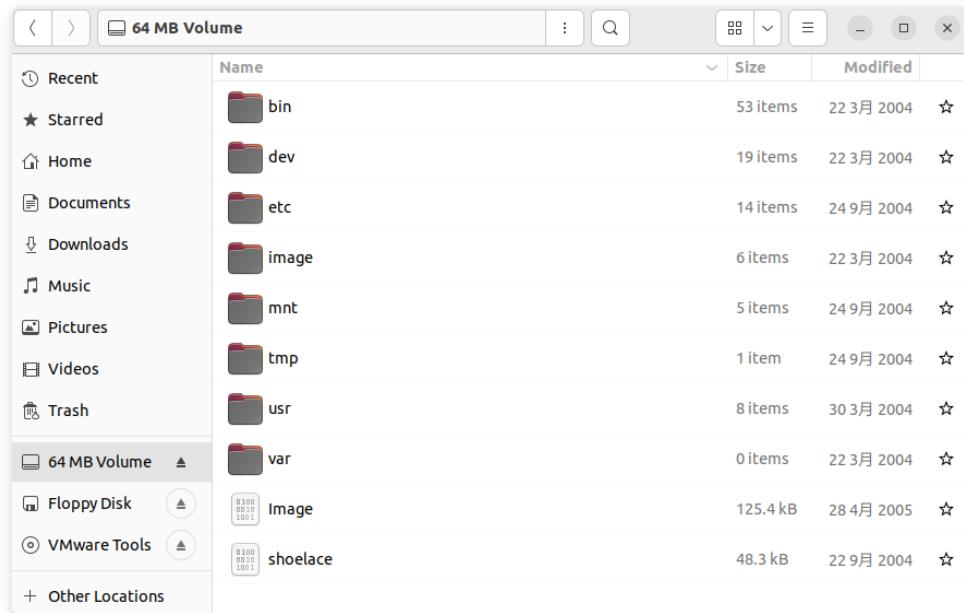 64 MB Volume
Recent
Starred
Home
Documents
Downloads
Music
Pictures
Videos
Trash
64 MB Volume
Floppy Disk
VMware Tools
Other Locations
Name Size Modified
bin 53 items 22 3月 2004
dev 19 items 22 3月 2004
etc 14 items 24 9月 2004
image 6 items 22 3月 2004
mnt 5 items 24 9月 2004
tmp 1 item 24 9月 2004
usr 8 items 30 3月 2004
var 0 items 22 3月 2004
Image 125.4 kB 28 4月 2005
shoelace 48.3 kB 22 9月 2004